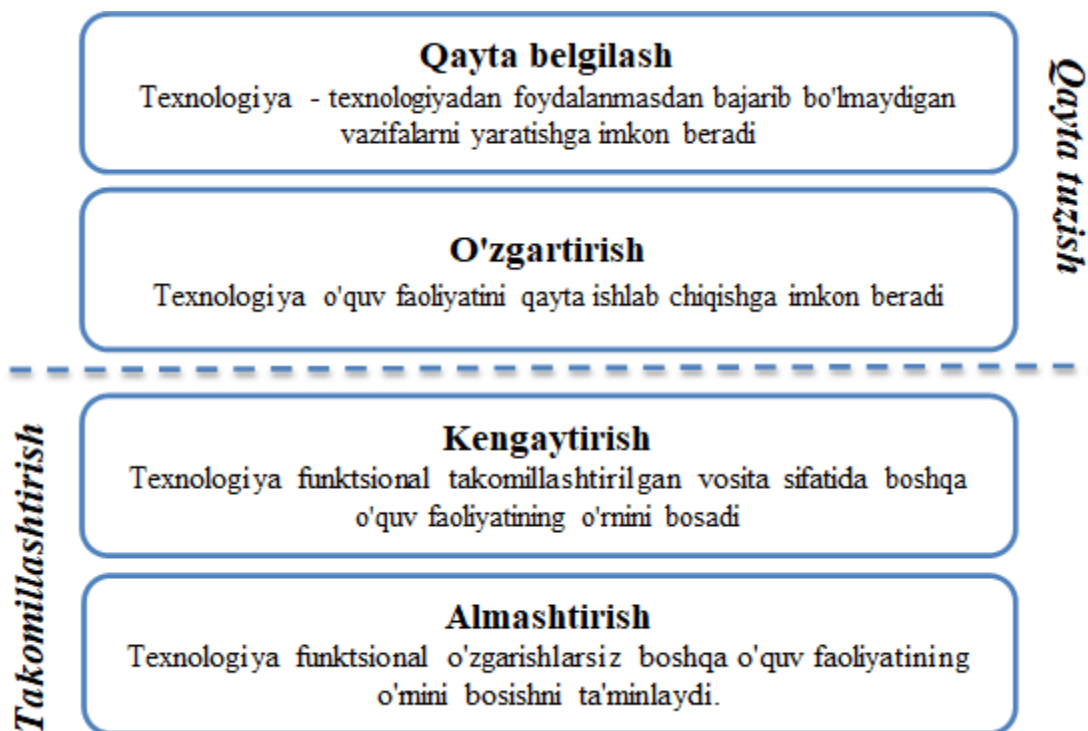 Qayta belgilash
Texnologiya - texnologiyadan foydalanmasdan bajarib bo'lmaydigan
vazifalarni yaratishga imkon beradi
Qayta tuzish
O'zgartirish
Texnologiya o'quv faoliyatini qayta ishlab chiqishga imkon beradi
Takomillashtirish
Kengaytirish
Texnologiya funktsional takomillashtirilgan vosita sifatida boshqa
o'quv faoliyatining o'rnini bosadi
Almashtirish
Texnologiya funktsional o'zgarishlarsiz boshqa o'quv faoliyatining
o'rnini bosishni ta'minlaydi.